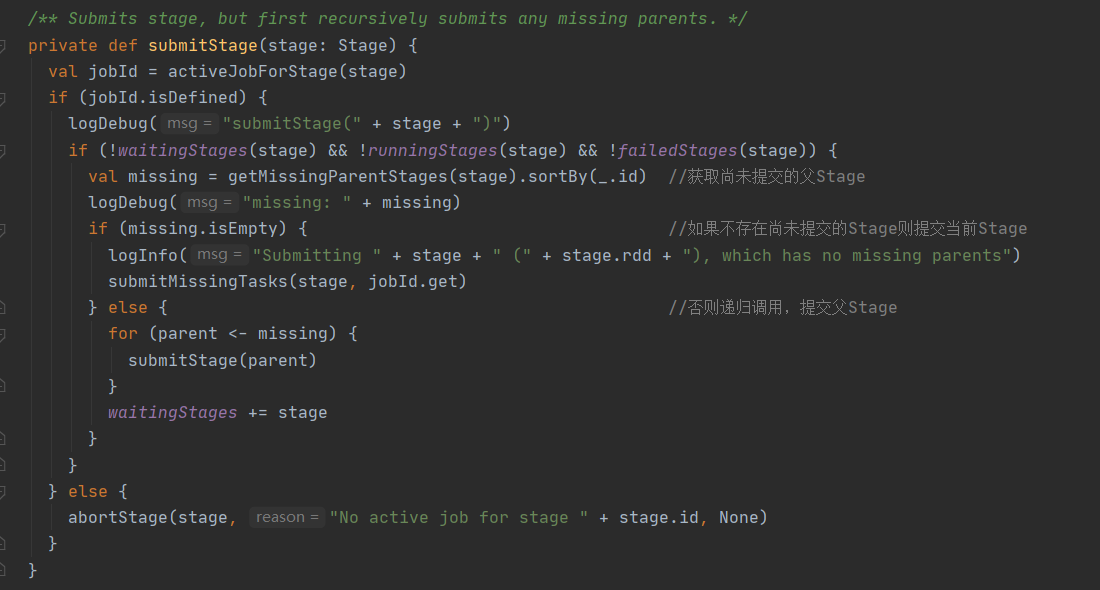 /** Submits stage, but first recursively submits any missing parents. */
private def submitStage(stage: Stage) {
  val jobId = activeJobForStage(stage)
  if (jobId.isDefined) {
    logDebug( msg = "submitStage(" + stage + ")")
    if (!waitingStages(stage) && !runningStages(stage) && !failedStages(stage)) {
      val missing = getMissingParentStages(stage).sortBy(_.id)  //获取尚未提交的父Stage
      logDebug( msg = "missing: " + missing)
      if (missing.isEmpty) {                                    //如果不存在尚未提交的Stage则提交当前Stage
        logInfo( msg = "Submitting " + stage + " (" + stage.rdd + "), which has no missing parents")
        submitMissingTasks(stage, jobId.get)
      } else {                                                  //否则递归调用，提交父Stage
        for (parent <- missing) {
          submitStage(parent)
        }
        waitingStages += stage
      }
    }
  } else {
    abortStage(stage, reason = "No active job for stage " + stage.id, None)
  }
}